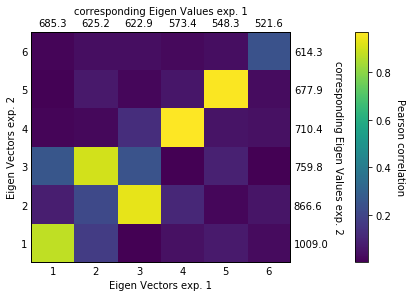 corresponding Eigen Values exp. 1
685.3 625.2 622.9 573.4 548.3 521.6
Eigen Vectors exp. 2
6
5
4
3
2
1
614.3
677.9
710.4
759.8
866.6
1009.0
corresponding Eigen Values exp. 2
1 2 3 4 5 6
Eigen Vectors exp. 1
0.8
0.6
0.4
0.2
Pearson correlation